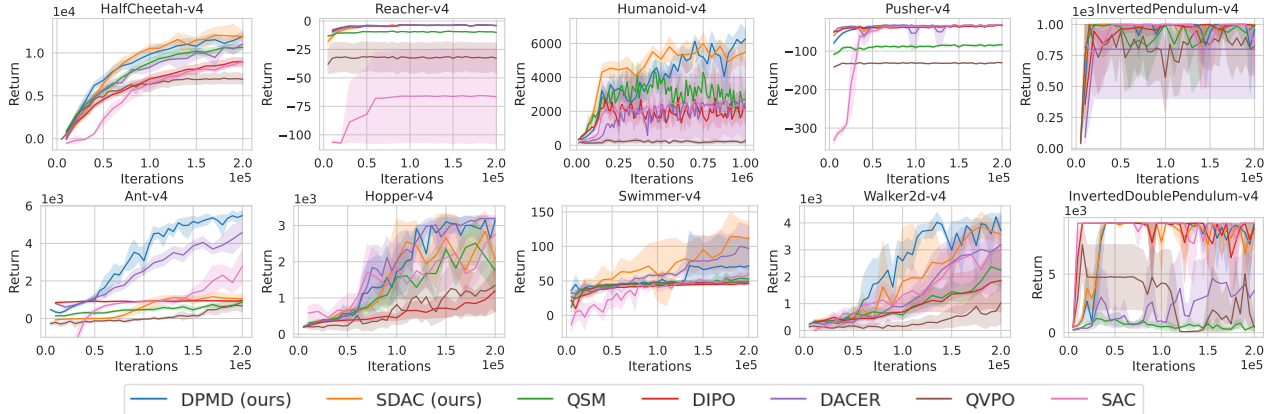 HalfCheetah-v4
1e4
Return
1.0
0.5
0.0
0.0 0.5 1.0 1.5 2.0
Iterations 1e5
Reacher-v4
Return
0
−25
−50
−75
−100
0.0 0.5 1.0 1.5 2.0
Iterations 1e5
Humanoid-v4
Return
6000
4000
2000
0
0.00 0.25 0.50 0.75 1.00
Iterations 1e6
Pusher-v4
Return
−100
−200
−300
0.0 0.5 1.0 1.5 2.0
Iterations 1e5
InvertedPendulum-v4
1e3
Return
1.00
0.75
0.50
0.25
0.00
0.0 0.5 1.0 1.5 2.0
Iterations 1e5
Ant-v4
1e3
Return
6
4
2
0
0.0 0.5 1.0 1.5 2.0
Iterations 1e5
Hopper-v4
1e3
Return
3
2
1
0
0.0 0.5 1.0 1.5 2.0
Iterations 1e5
Swimmer-v4
Return
150
100
50
0
0.0 0.5 1.0 1.5 2.0
Iterations 1e5
Walker2d-v4
1e3
Return
4
3
2
1
0
0.0 0.5 1.0 1.5 2.0
Iterations 1e5
InvertedDoublePendulum-v4
1e3
Return
5
0
0.0 0.5 1.0 1.5 2.0
Iterations 1e5
DPMD (ours) SDAC (ours) QSM DIPO DACER QVPO SAC